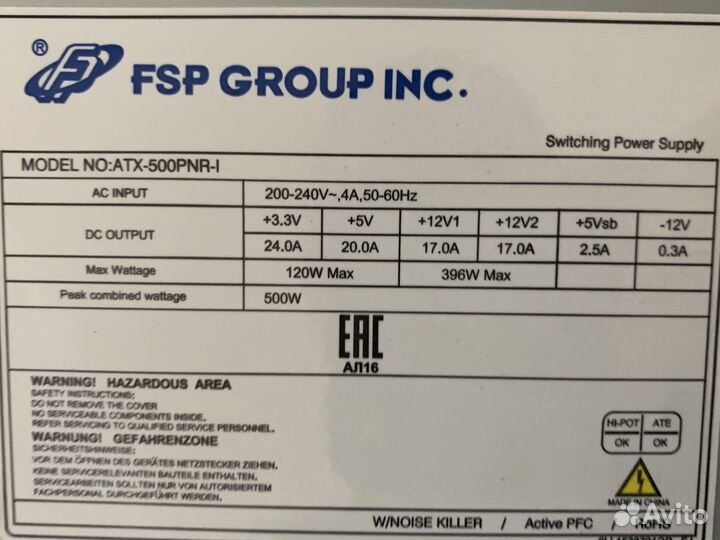 ® FSP GROUP INC.
Switching Power Supply
MODEL NO:ATX-500PNR-I
AC INPUT 200-240V~,4A,50-60Hz
DC OUTPUT +3.3V +5V +12V1 +12V2 +5Vsb -12V
24.0A 20.0A 17.0A 17.0A 2.5A 0.3A
Max Wattage 120W Max 396W Max
Peak combined wattage 500W
EAC
АЛ16
WARNING! HAZARDOUS AREA
SAFETY INSTRUCTIONS:
DO NOT REMOVE THE COVER
NO SERVICEABLE COMPONENTS INSIDE.
REFER SERVICING TO QUALIFIED SERVICE PERSONNEL.
WARNUNG! GEFAHRENZONE
SICHERHEITSHINWEISE:
VOR DEM ÖFFNEN DES GERÄTES NETZSTECKER ZIEHEN,
KEINE SERVICERELEVANTEN BAUTEILE ENTHALTEN,
SERVICEARBEITEN SOLLTEN NUR VON AUTORISIERTEM
FACHPERSONAL DURCHGEFÜHRT WERDEN.
HI-POT ATE
OK OK
MADE IN CHINA
W/NOISE KILLER / Active PFC / RoHS
Avito